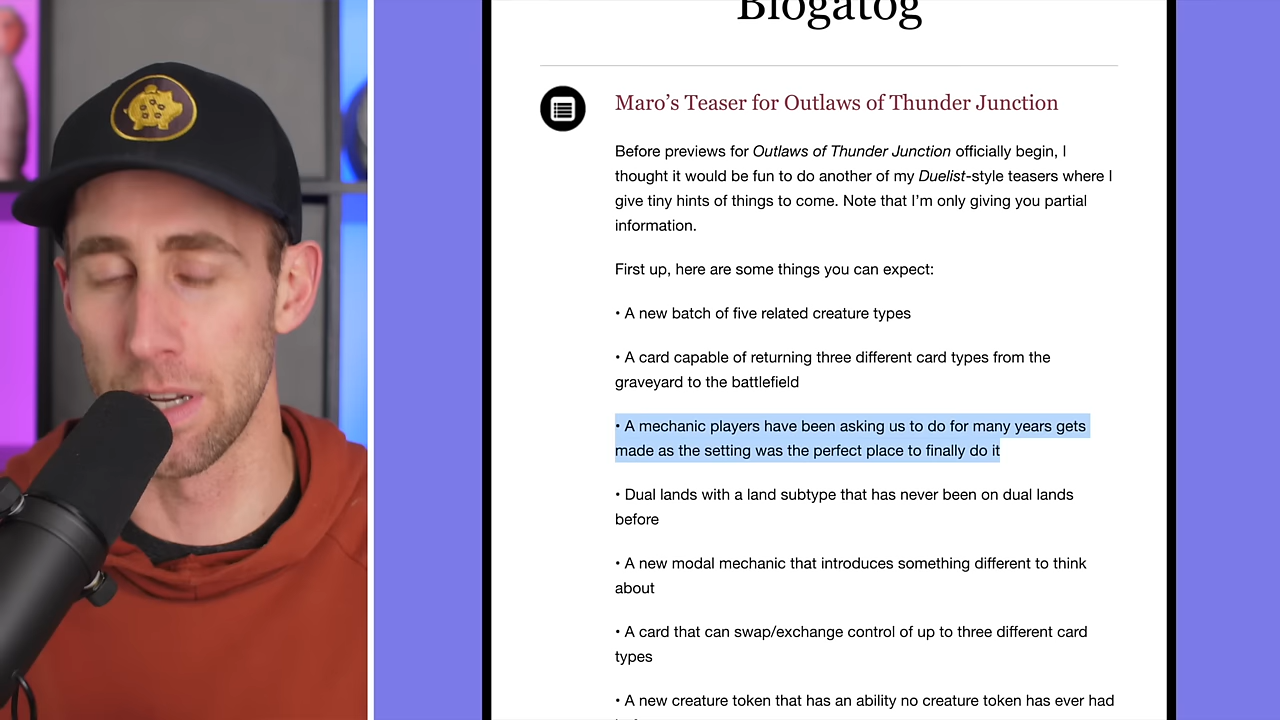 Blogatog
Maro’s Teaser for Outlaws of Thunder Junction
Before previews for Outlaws of Thunder Junction officially begin, I
thought it would be fun to do another of my Duelist-style teasers where I
give tiny hints of things to come. Note that I’m only giving you partial
information.
First up, here are some things you can expect:
• A new batch of five related creature types
• A card capable of returning three different card types from the
graveyard to the battlefield
• A mechanic players have been asking us to do for many years gets
made as the setting was the perfect place to finally do it
• Dual lands with a land subtype that has never been on dual lands
before
• A new modal mechanic that introduces something different to think
about
• A card that can swap/exchange control of up to three different card
types
• A new creature token that has an ability no creature token has ever had